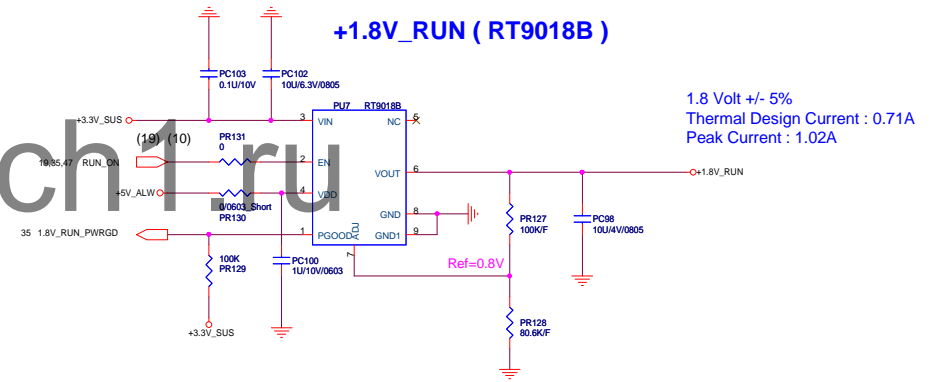 +1.8V_RUN ( RT9018B )
PC103
0.1U/10V
PC102
10U/6.3V/0805
PU7 RT9018B
1.8 Volt +/- 5%
Thermal Design Current : 0.71A
Peak Current : 1.02A
+3.3V_SUS
3 VIN
NC 5
(19) (10)
PR131
0
19,35,47 RUN_ON
2 EN
VOUT 6
+1.8V_RUN
+5V_ALW
4 VDD
0/0603_Short
PR130
ch1.ru
GND 8
PR127
100K/F
PC98
10U/4V/0805
35 1.8V_RUN_PWRGD
1 PGOOD
ADJ
7
GND1 9
100K
PR129
PC100
1U/10V/0603
Ref=0.8V
+3.3V_SUS
PR128
80.6K/F